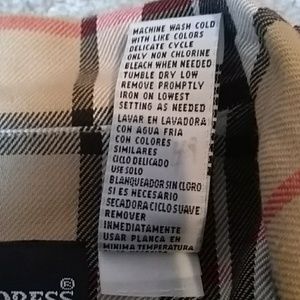 MACHINE WASH COLD
WITH LIKE COLORS
DELICATE CYCLE
ONLY NON CHLORINE
BLEACH WHEN NEEDED
TUMBLE DRY LOW
REMOVE PROMPTLY
IRON ON LOWEST
SETTING AS NEEDED
LAVAR EN LAVADORA
CON AGUA FRIA
CON COLORES
SIMILARES
CICLO DELICADO
USE SOLO
BLANQUEADOR SIN CLORO
SI ES NECESARIO
SECADORA CICLO SUAVE
REMOVER
INMEDIATAMENTE
USAR PLANCA EN
MINIMA TEMPERATURA
DRESS®